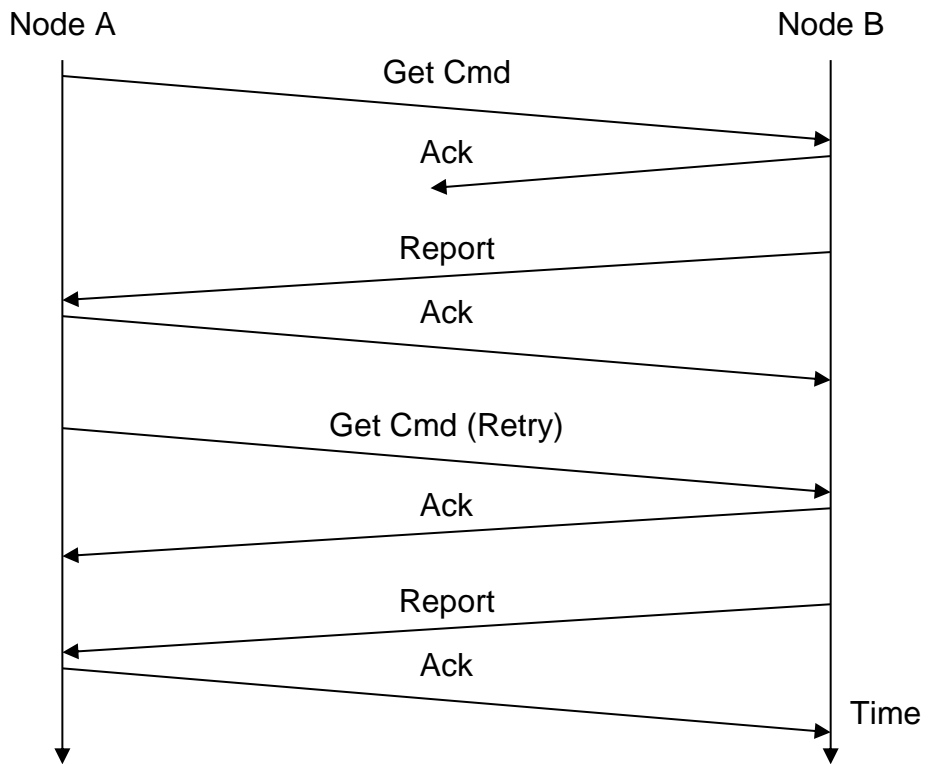 Node A
Node B
Get Cmd
Ack
Report
Ack
Get Cmd (Retry)
Ack
Report
Ack
Time